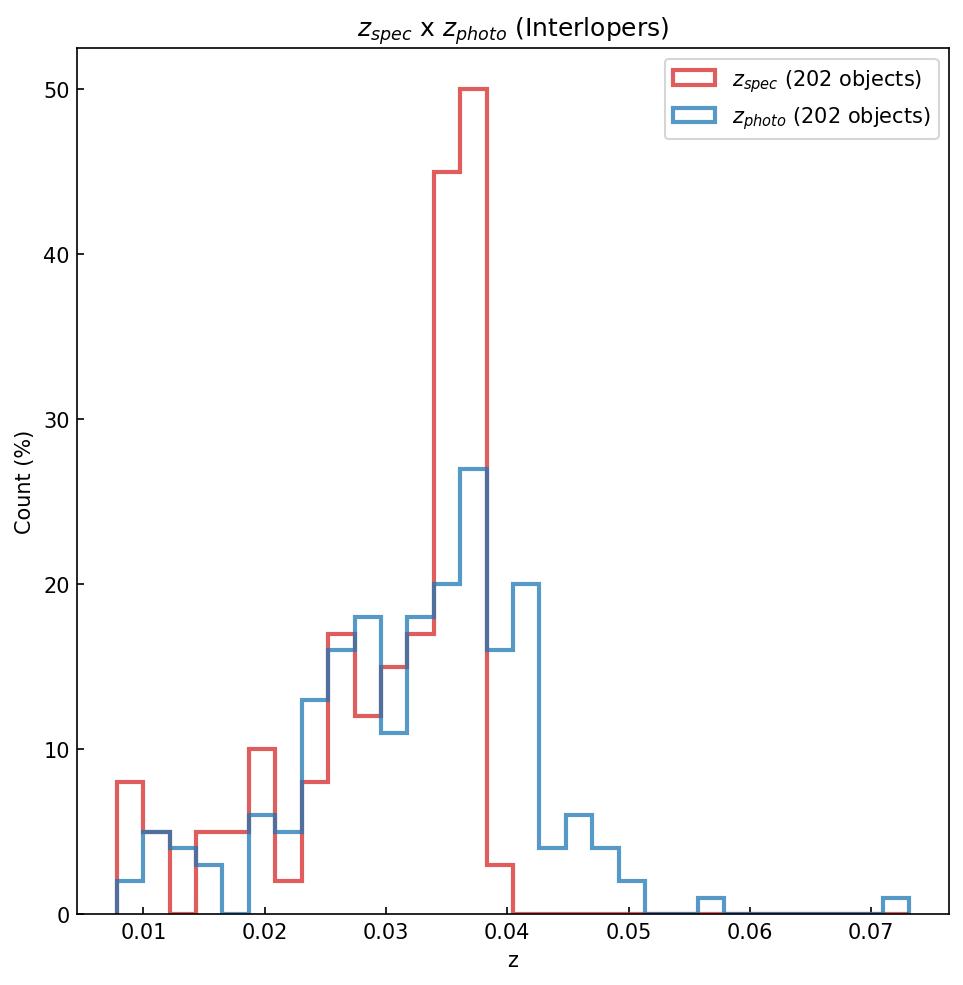 z_spec x z_photo (Interlopers)
z_spec (202 objects)
z_photo (202 objects)
Count (%)
50
40
30
20
10
0
0.01 0.02 0.03 0.04 0.05 0.06 0.07
z